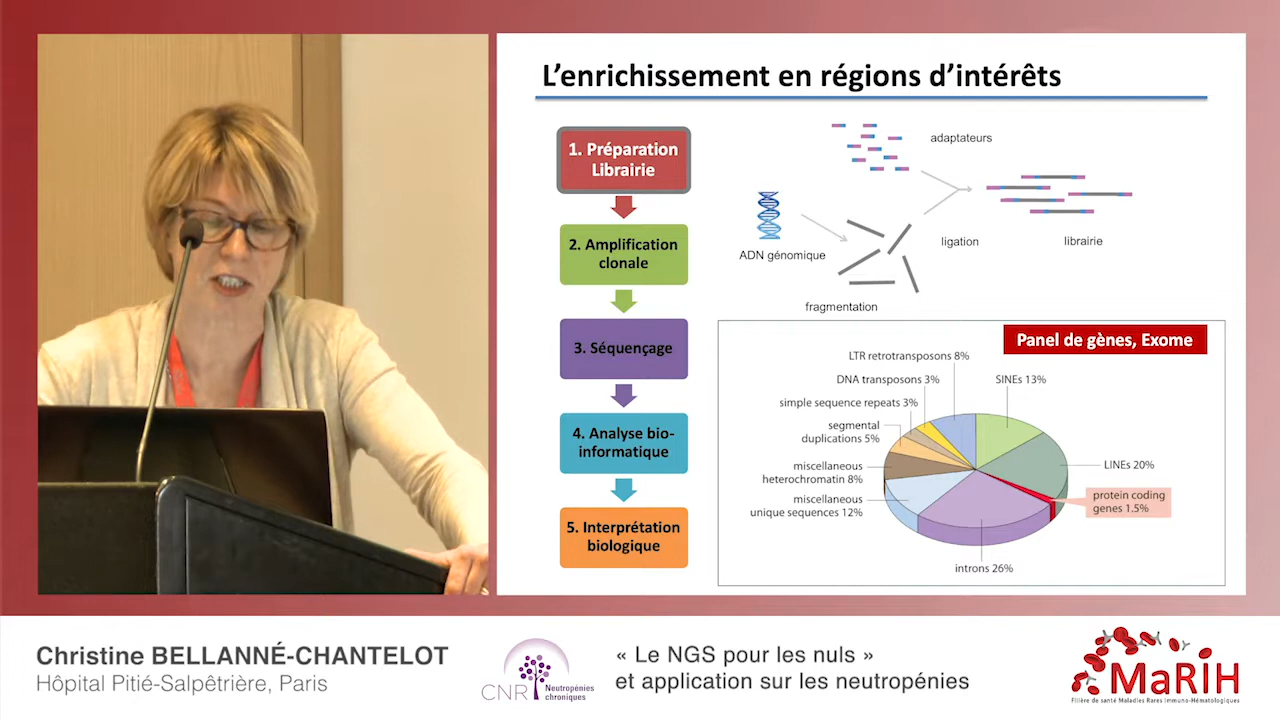 L'enrichissement en régions d'intérêts
1. Préparation
Librairie
2. Amplification
clonale
3. Séquençage
4. Analyse bio-
informatique
5. Interprétation
biologique
adaptateurs
ADN génomique
ligation
librairie
fragmentation
Panel de gènes, Exome
LTR retrotransposons 8%
DNA transposons 3%
SINEs 13%
simple sequence repeats 3%
segmental
duplications 5%
miscellaneous
heterochromatin 8%
LINEs 20%
miscellaneous
unique sequences 12%
protein coding
genes 1.5%
introns 26%
Christine BELLANNÉ-CHANTELOT
Hôpital Pitié-Salpêtrière, Paris
CNR Neutropénies
chroniques
« Le NGS pour les nuls »
et application sur les neutropénies
MaRIH
Filière de santé Maladies Rares Immuno-Hématologiques